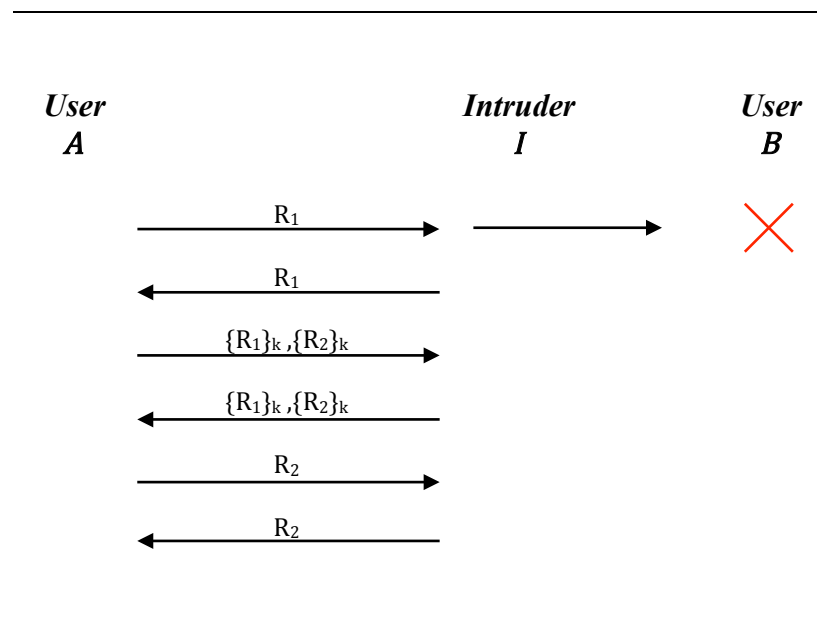 User Intruder User
A I B
R₁
R₁
{R₁}ₖ ,{R₂}ₖ
{R₁}ₖ ,{R₂}ₖ
R₂
R₂